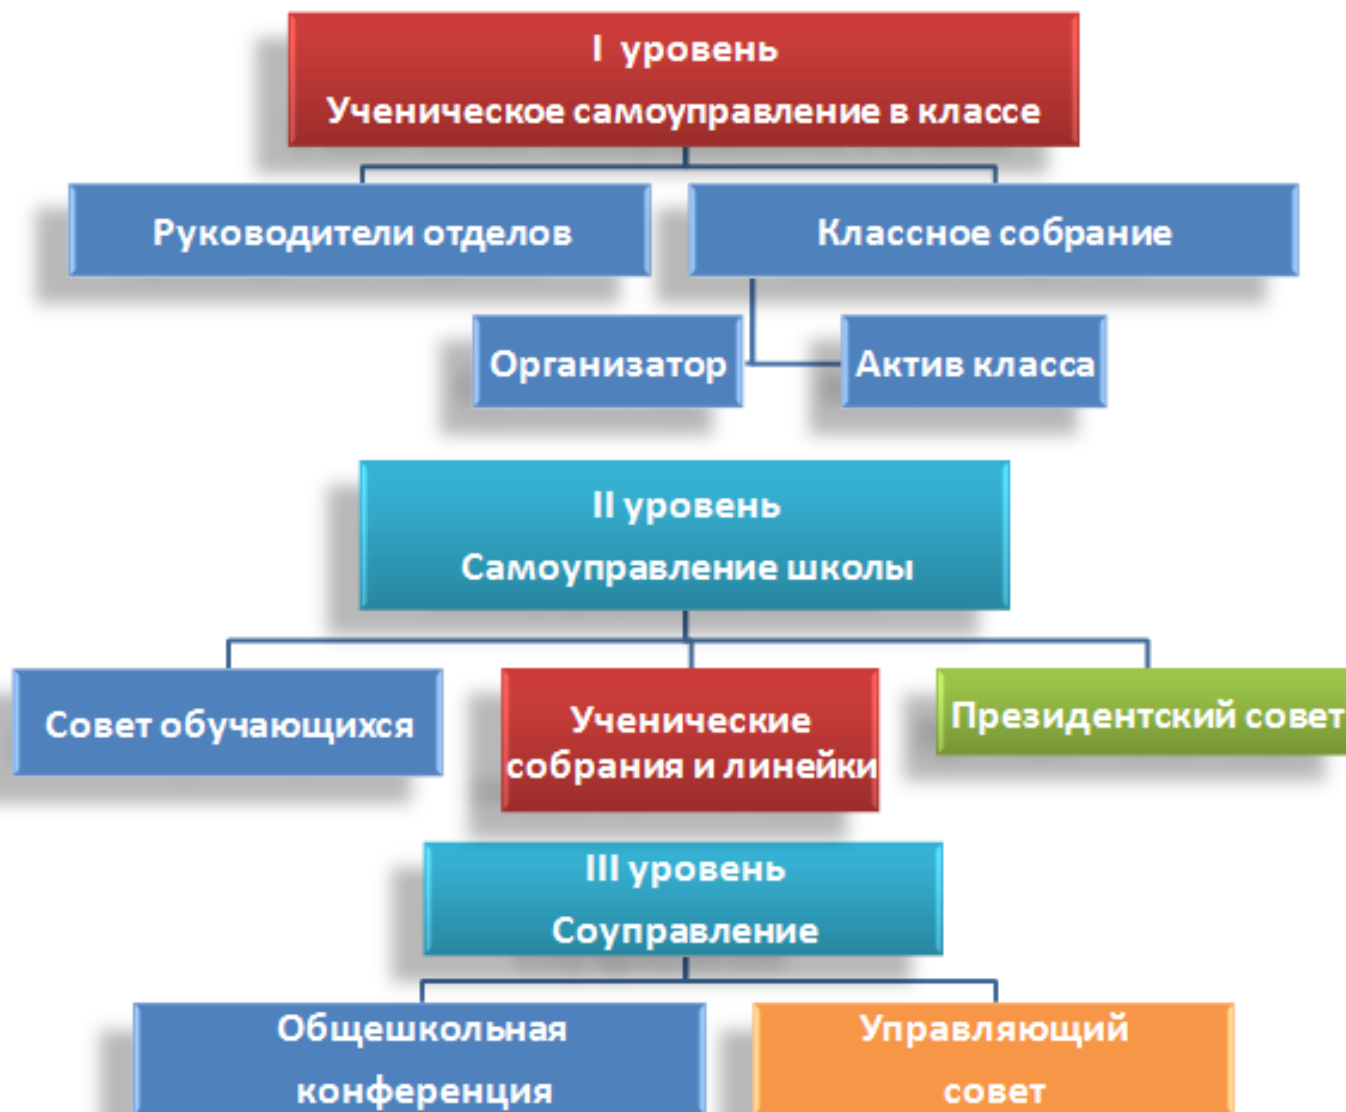 I уровень
Ученическое самоуправление в классе
Руководители отделов
Классное собрание
Организатор
Актив класса
II уровень
Самоуправление школы
Совет обучающихся
Ученические
собрания и линейки
Президентский совет
III уровень
Соуправление
Общешкольная
конференция
Управляющий
совет